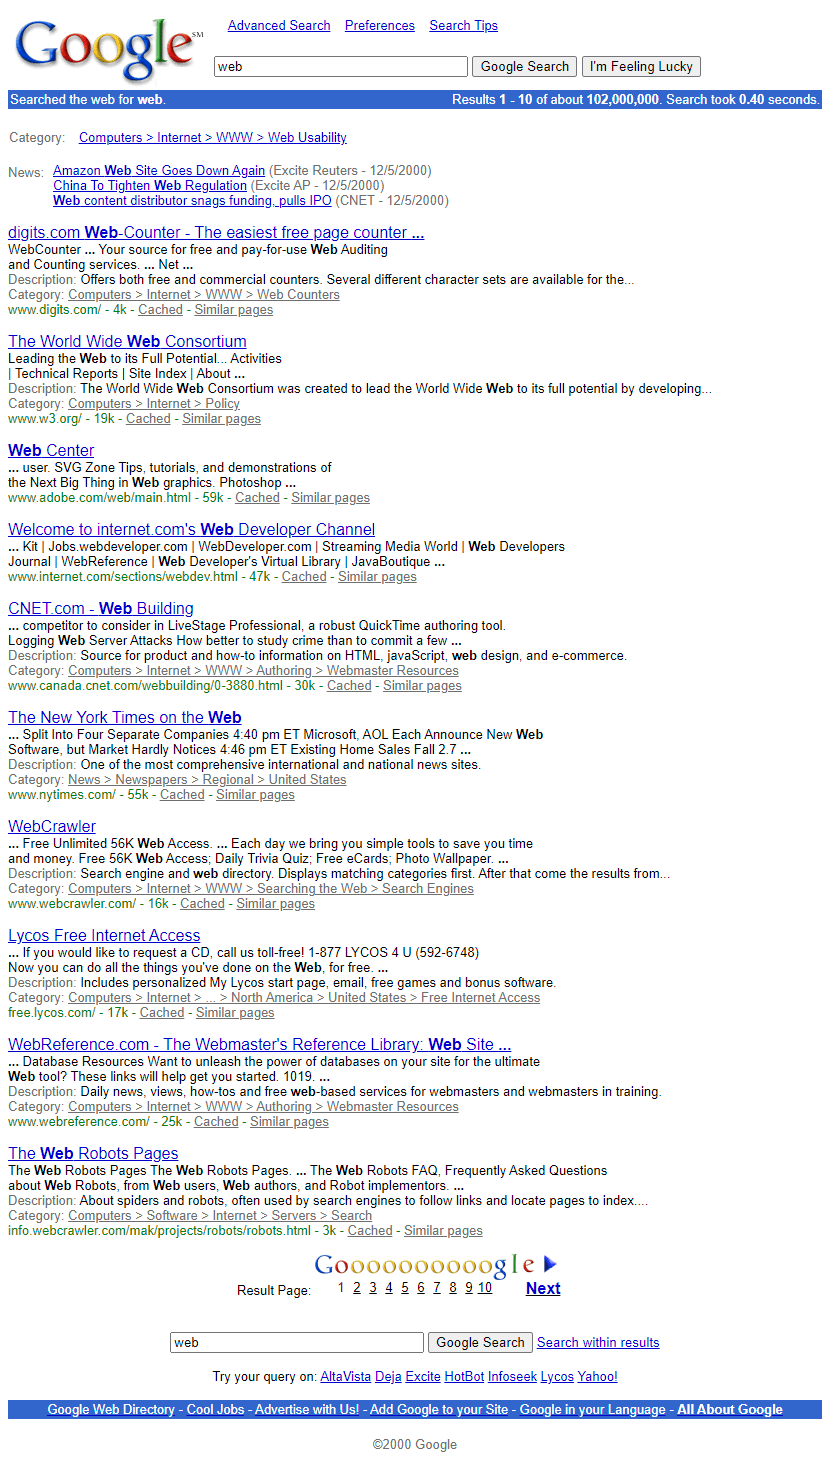 Google SM
Advanced Search Preferences Search Tips
web Google Search I'm Feeling Lucky
Searched the web for web. Results 1 - 10 of about 102,000,000. Search took 0.40 seconds.
Category: Computers > Internet > WWW > Web Usability
News: Amazon Web Site Goes Down Again (Excite Reuters - 12/5/2000)
China To Tighten Web Regulation (Excite AP - 12/5/2000)
Web content distributor snags funding, pulls IPO (CNET - 12/5/2000)
digits.com Web-Counter - The easiest free page counter ...
WebCounter ... Your source for free and pay-for-use Web Auditing
and Counting services. ... Net ...
Description: Offers both free and commercial counters. Several different character sets are available for the...
Category: Computers > Internet > WWW > Web Counters
www.digits.com/ - 4k - Cached - Similar pages
The World Wide Web Consortium
Leading the Web to its Full Potential... Activities
| Technical Reports | Site Index | About ...
Description: The World Wide Web Consortium was created to lead the World Wide Web to its full potential by developing...
Category: Computers > Internet > Policy
www.w3.org/ - 19k - Cached - Similar pages
Web Center
... user. SVG Zone Tips, tutorials, and demonstrations of
the Next Big Thing in Web graphics. Photoshop ...
www.adobe.com/web/main.html - 59k - Cached - Similar pages
Welcome to internet.com's Web Developer Channel
... Kit | Jobs.webdeveloper.com | WebDeveloper.com | Streaming Media World | Web Developers
Journal | WebReference | Web Developer's Virtual Library | JavaBoutique ...
www.internet.com/sections/webdev.html - 47k - Cached - Similar pages
CNET.com - Web Building
... competitor to consider in LiveStage Professional, a robust QuickTime authoring tool.
Logging Web Server Attacks How better to study crime than to commit a few ...
Description: Source for product and how-to information on HTML, javaScript, web design, and e-commerce.
Category: Computers > Internet > WWW > Authoring > Webmaster Resources
www.canada.cnet.com/webbuilding/0-3880.html - 30k - Cached - Similar pages
The New York Times on the Web
... Split Into Four Separate Companies 4:40 pm ET Microsoft, AOL Each Announce New Web
Software, but Market Hardly Notices 4:46 pm ET Existing Home Sales Fall 2.7 ...
Description: One of the most comprehensive international and national news sites.
Category: News > Newspapers > Regional > United States
www.nytimes.com/ - 55k - Cached - Similar pages
WebCrawler
... Free Unlimited 56K Web Access. ... Each day we bring you simple tools to save you time
and money. Free 56K Web Access; Daily Trivia Quiz; Free eCards; Photo Wallpaper. ...
Description: Search engine and web directory. Displays matching categories first. After that come the results from...
Category: Computers > Internet > WWW > Searching the Web > Search Engines
www.webcrawler.com/ - 16k - Cached - Similar pages
Lycos Free Internet Access
... If you would like to request a CD, call us toll-free! 1-877 LYCOS 4 U (592-6748)
Now you can do all the things you've done on the Web, for free. ...
Description: Includes personalized My Lycos start page, email, free games and bonus software.
Category: Computers > Internet > ... > North America > United States > Free Internet Access
free.lycos.com/ - 17k - Cached - Similar pages
WebReference.com - The Webmaster's Reference Library: Web Site ...
... Database Resources Want to unleash the power of databases on your site for the ultimate
Web tool? These links will help get you started. 1019. ...
Description: Daily news, views, how-tos and free web-based services for webmasters and webmasters in training.
Category: Computers > Internet > WWW > Authoring > Webmaster Resources
www.webreference.com/ - 25k - Cached - Similar pages
The Web Robots Pages
The Web Robots Pages The Web Robots Pages. ... The Web Robots FAQ, Frequently Asked Questions
about Web Robots, from Web users, Web authors, and Robot implementors. ...
Description: About spiders and robots, often used by search engines to follow links and locate pages to index....
Category: Computers > Software > Internet > Servers > Search
info.webcrawler.com/mak/projects/robots/robots.html - 3k - Cached - Similar pages
Goooooooooogle
Result Page: 1 2 3 4 5 6 7 8 9 10 Next
web Google Search Search within results
Try your query on: AltaVista Deja Excite HotBot Infoseek Lycos Yahoo!
Google Web Directory - Cool Jobs - Advertise with Us! - Add Google to your Site - Google in your Language - All About Google
©2000 Google